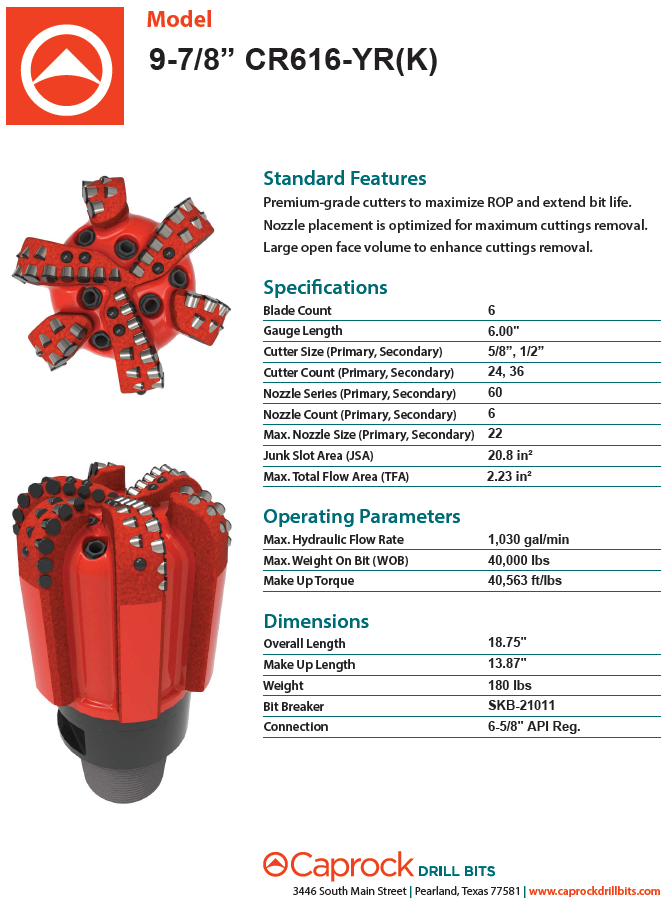 Model
9-7/8” CR616-YR(K)
Standard Features
Premium-grade cutters to maximize ROP and extend bit life.
Nozzle placement is optimized for maximum cuttings removal.
Large open face volume to enhance cuttings removal.
Specifications
Blade Count 6
Gauge Length 6.00"
Cutter Size (Primary, Secondary) 5/8”, 1/2”
Cutter Count (Primary, Secondary) 24, 36
Nozzle Series (Primary, Secondary) 60
Nozzle Count (Primary, Secondary) 6
Max. Nozzle Size (Primary, Secondary) 22
Junk Slot Area (JSA) 20.8 in²
Max. Total Flow Area (TFA) 2.23 in²
Operating Parameters
Max. Hydraulic Flow Rate 1,030 gal/min
Max. Weight On Bit (WOB) 40,000 lbs
Make Up Torque 40,563 ft/lbs
Dimensions
Overall Length 18.75"
Make Up Length 13.87"
Weight 180 lbs
Bit Breaker SKB-21011
Connection 6-5/8" API Reg.
Caprock DRILL BITS
3446 South Main Street | Pearland, Texas 77581 | www.caprockdrillbits.com